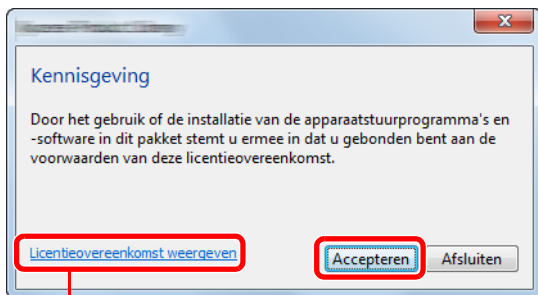 Kennisgeving
Door het gebruik of de installatie van de apparaatstuurprogramma's en
-software in dit pakket stemt u ermee in dat u gebonden bent aan de
voorwaarden van deze licentieovereenkomst.
Licentieovereenkomst weergeven Accepteren Afsluiten